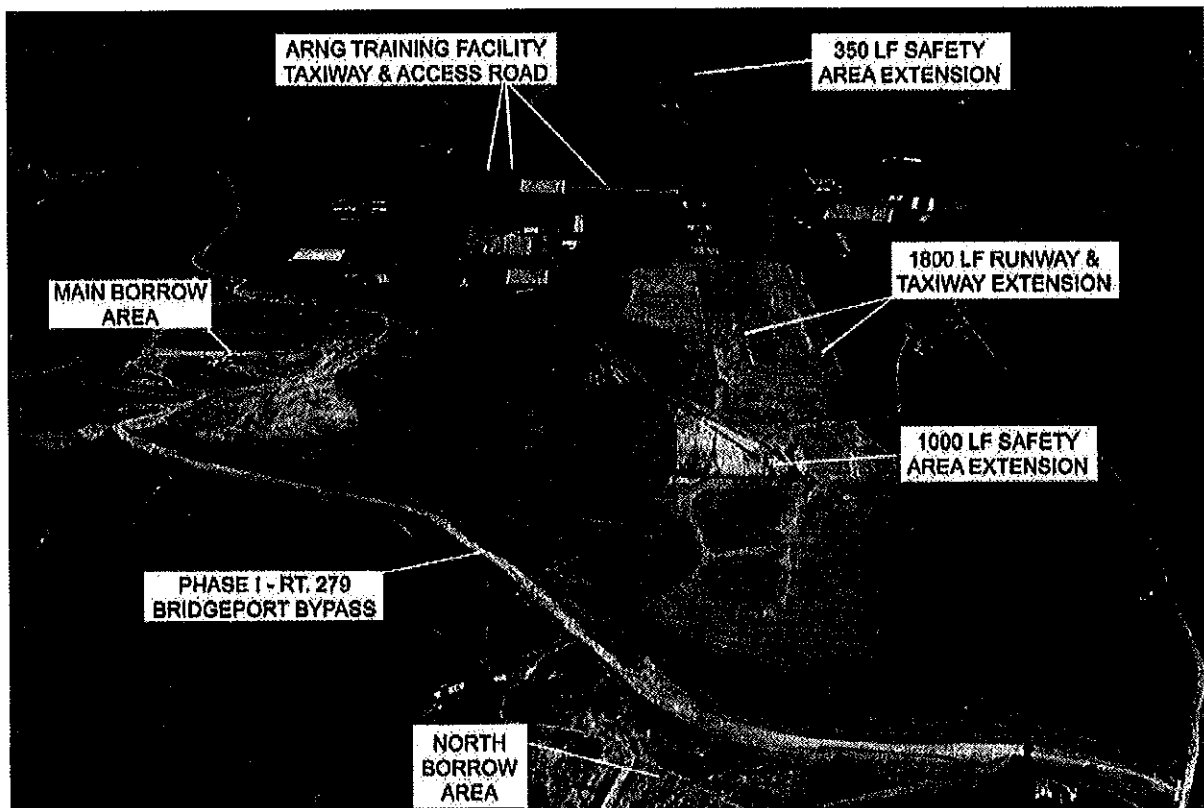 ARNG TRAINING FACILITY
TAXIWAY & ACCESS ROAD
350 LF SAFETY
AREA EXTENSION
1800 LF RUNWAY &
TAXIWAY EXTENSION
MAIN BORROW
AREA
1000 LF SAFETY
AREA EXTENSION
PHASE I - RT. 279
BRIDGEPORT BYPASS
NORTH
BORROW
AREA